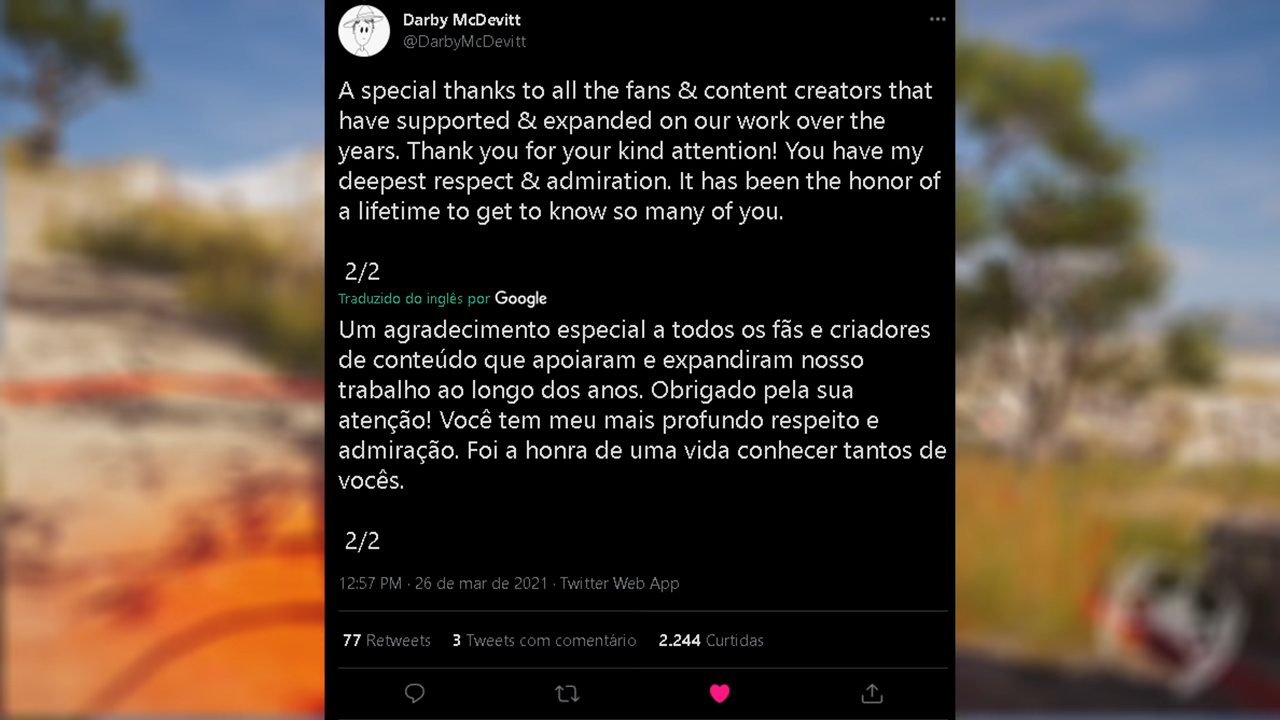 Darby McDevitt
@DarbyMcDevitt
A special thanks to all the fans & content creators that
have supported & expanded on our work over the
years. Thank you for your kind attention! You have my
deepest respect & admiration. It has been the honor of
a lifetime to get to know so many of you.
2/2
Traduzido do inglês por Google
Um agradecimento especial a todos os fãs e criadores
de conteúdo que apoiaram e expandiram nosso
trabalho ao longo dos anos. Obrigado pela sua
atenção! Você tem meu mais profundo respeito e
admiração. Foi a honra de uma vida conhecer tantos de
vocês.
2/2
12:57 PM · 26 de mar de 2021 · Twitter Web App
77 Retweets 3 Tweets com comentário 2.244 Curtidas